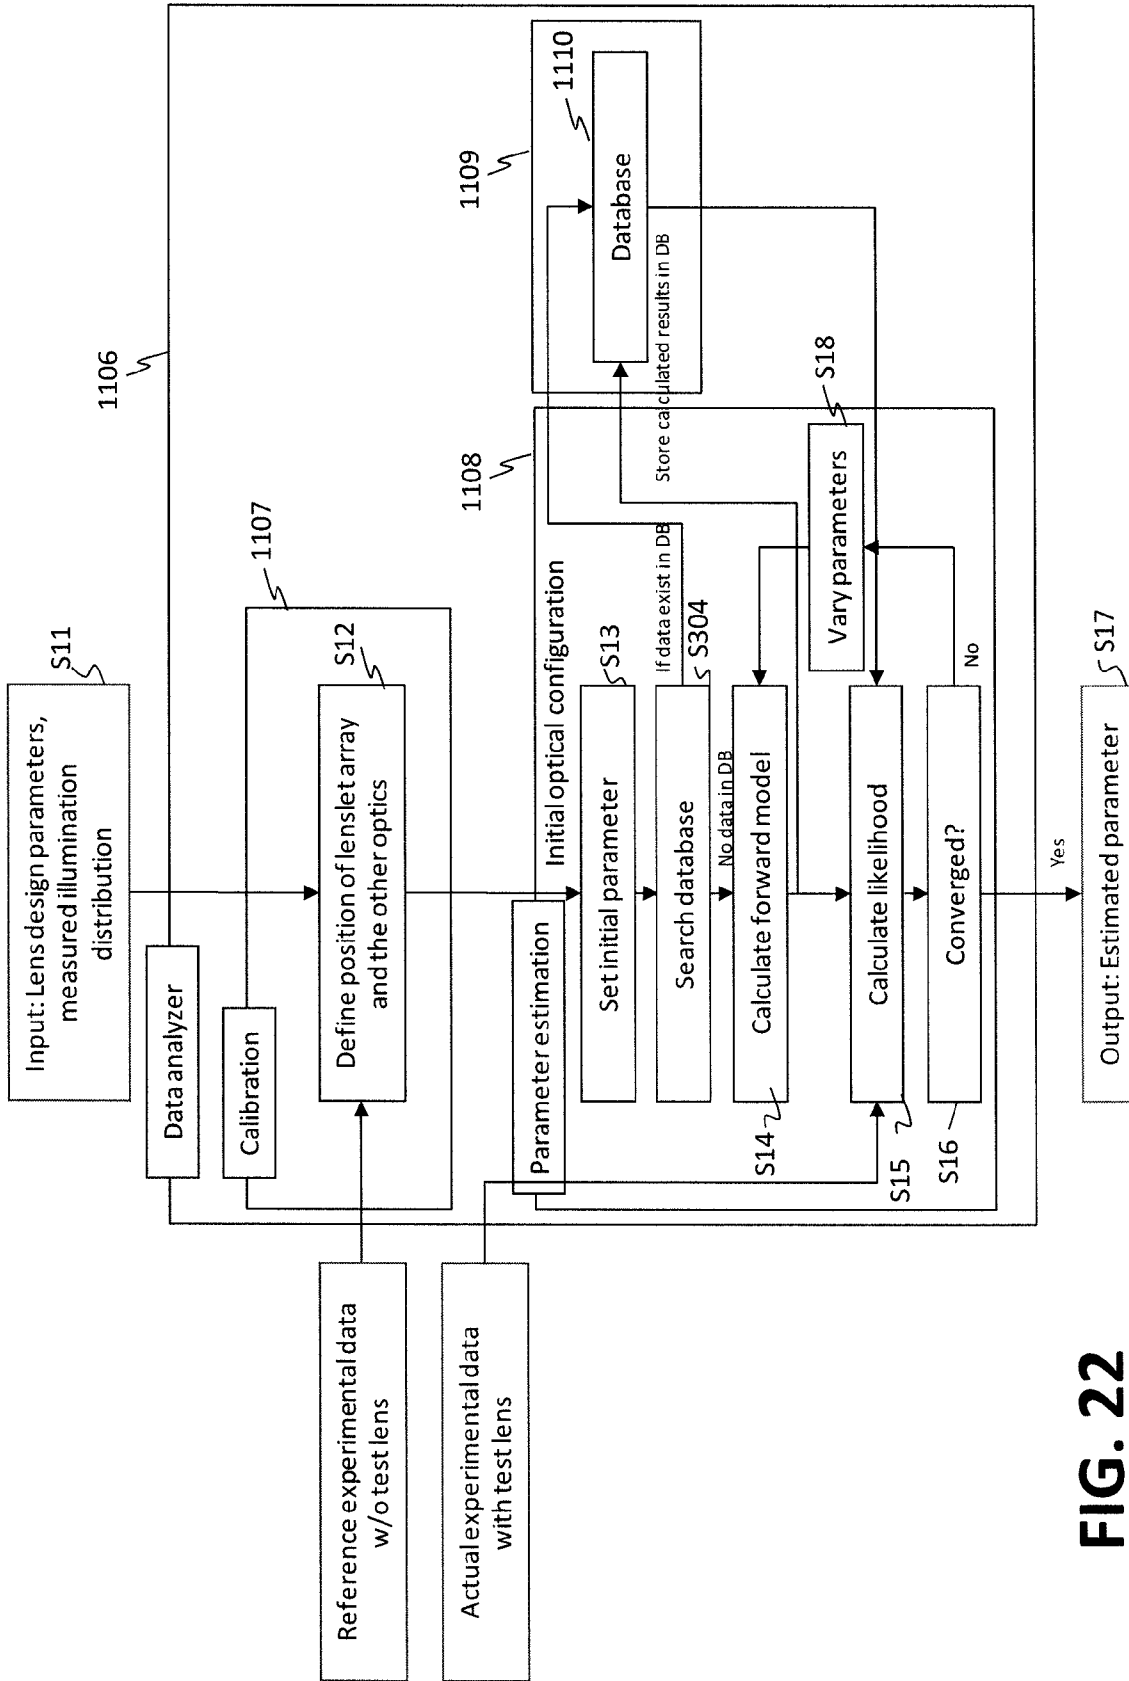 Input: Lens design parameters,
measured illumination
distribution
S11
1106
Data analyzer
Calibration
1107
Define position of lenslet array
and the other optics
S12
Reference experimental data
w/o test lens
Actual experimental data
with test lens
Parameter estimation
Initial optical configuration
1108
1109
1110
Database
Set initial parameter
S13
Search database
S304
If data exist in DB
Store calculated results in DB
No data in DB
Calculate forward model
S14
Vary parameters
S18
Calculate likelihood
S15
Converged?
S16
No
Yes
Output: Estimated parameter
S17
FIG. 22